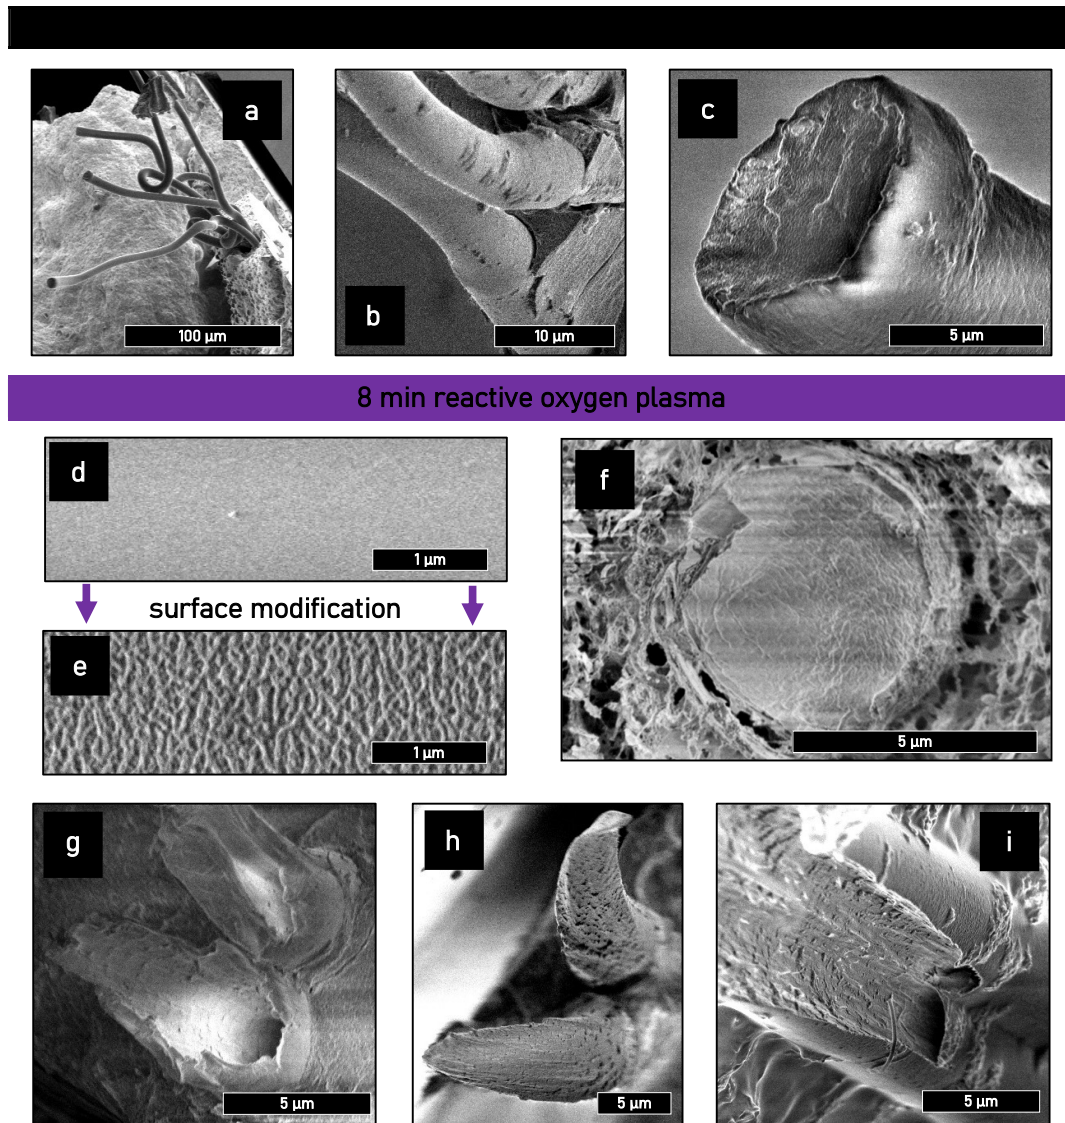 a
100 µm
b
10 µm
c
5 µm
8 min reactive oxygen plasma
d
1 µm
surface modification
e
1 µm
f
5 µm
g
5 µm
h
5 µm
i
5 µm